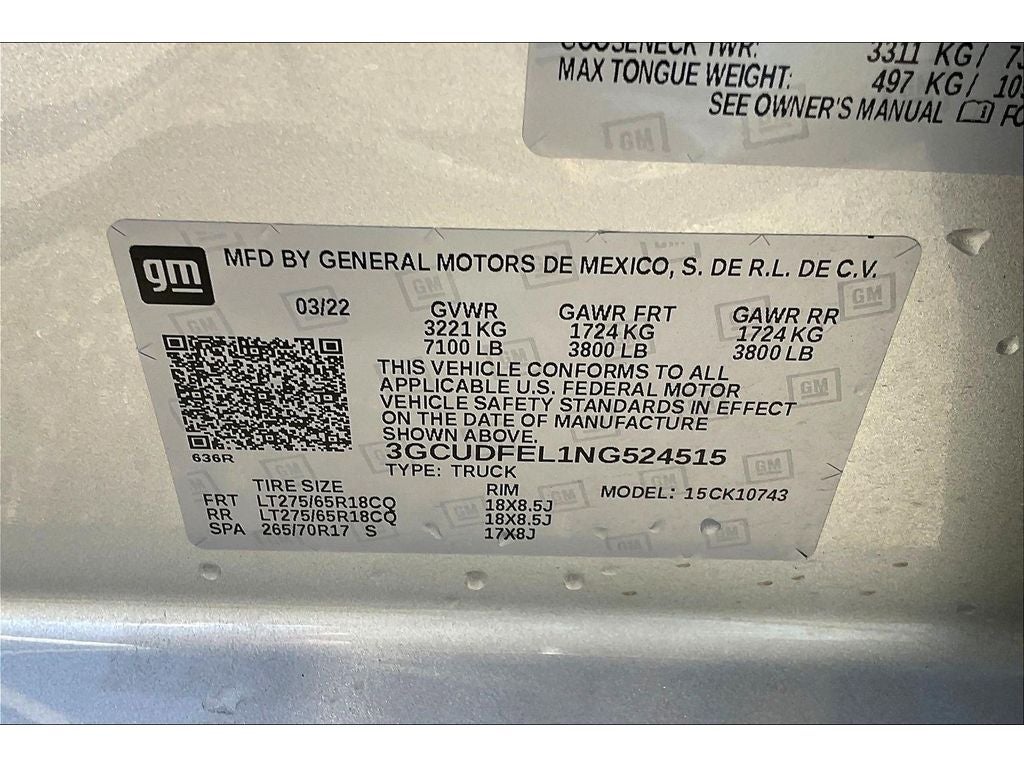 GOOSENECK TWR: 3311 KG/
MAX TONGUE WEIGHT: 497 KG/
SEE OWNER'S MANUAL
gm
MFD BY GENERAL MOTORS DE MEXICO, S. DE R.L. DE C.V.
03/22
GVWR GAWR FRT GAWR RR
3221 KG 1724 KG 1724 KG
7100 LB 3800 LB 3800 LB
THIS VEHICLE CONFORMS TO ALL
APPLICABLE U.S. FEDERAL MOTOR
VEHICLE SAFETY STANDARDS IN EFFECT
ON THE DATE OF MANUFACTURE
SHOWN ABOVE.
636R
3GCUDFEL1NG524515
TYPE: TRUCK
TIRE SIZE RIM MODEL: 15CK10743
FRT LT275/65R18CQ 18X8.5J
RR LT275/65R18CQ 18X8.5J
SPA 265/70R17 S 17X8J